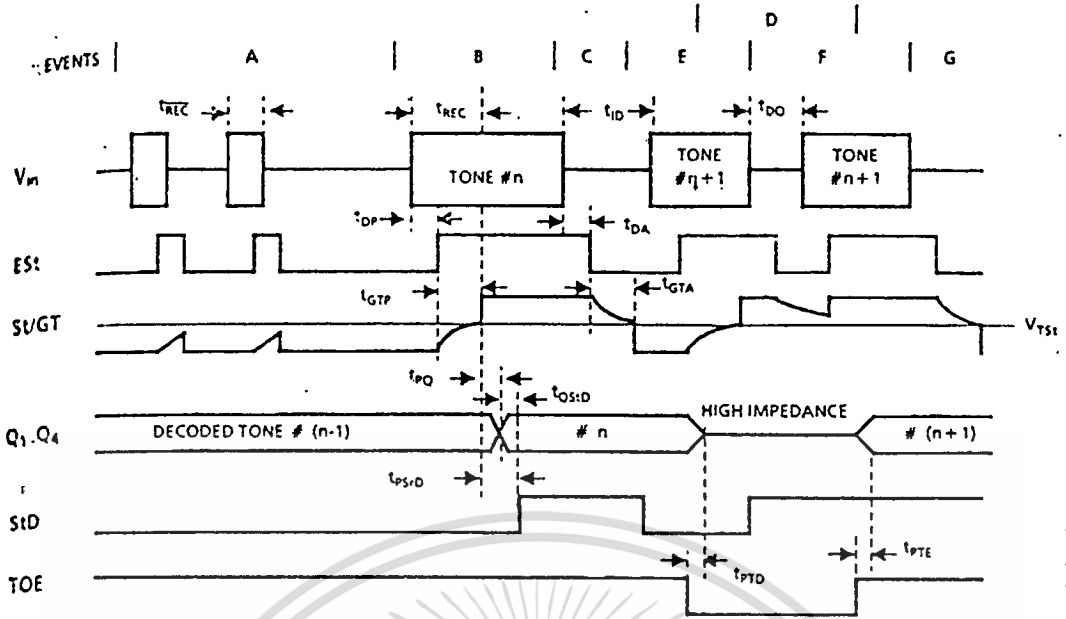 D
EVENTS A B C E F G
tREC tREC tID tDO
Vin
TONE #n
TONE #n+1
TONE #n+1
tDP tDA
ESt
tGTP tGTA
St/GT
VTSt
tPQ tQStD
HIGH IMPEDANCE
Q1-Q4
DECODED TONE # (n-1)
# n
# (n+1)
tPStD
StD
tPTE
tPTD
TOE